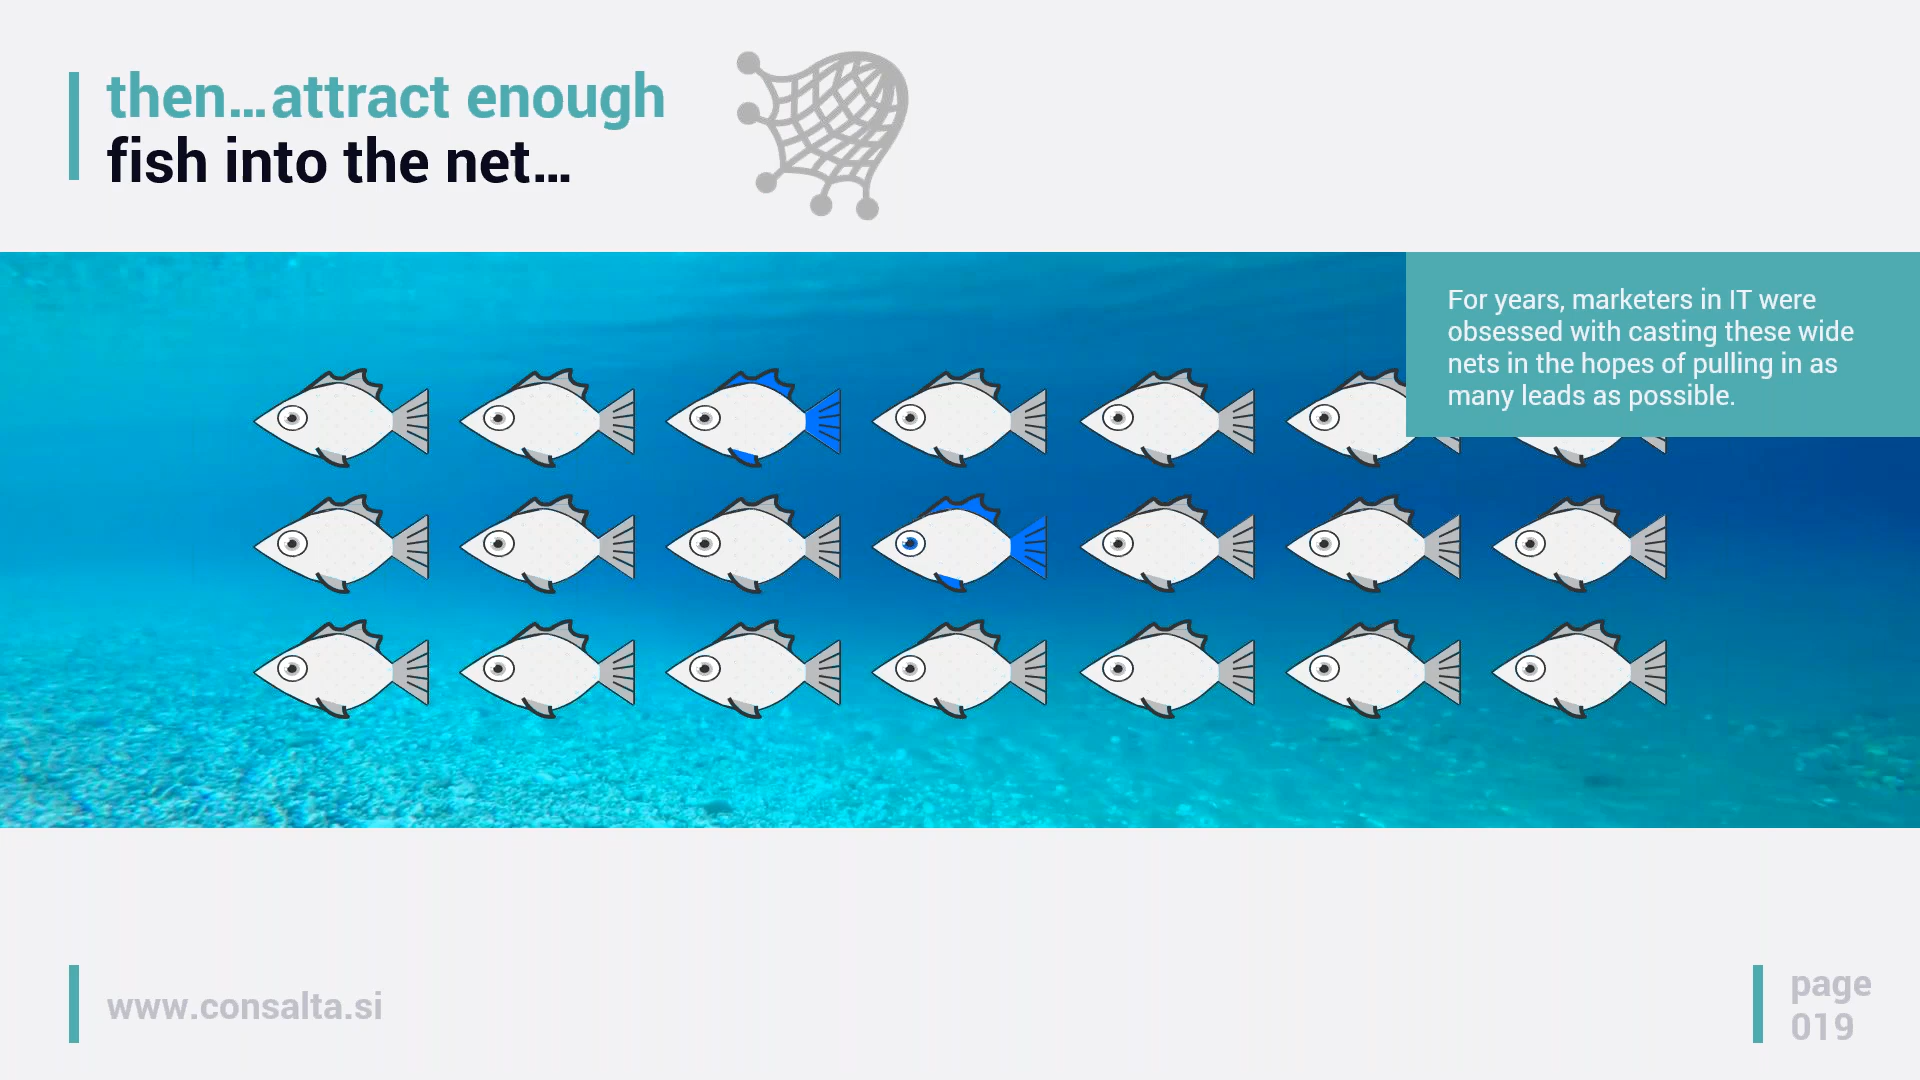 then...attract enough
fish into the net...
For years, marketers in IT were
obsessed with casting these wide
nets in the hopes of pulling in as
many leads as possible.
www.consalta.si
page
019